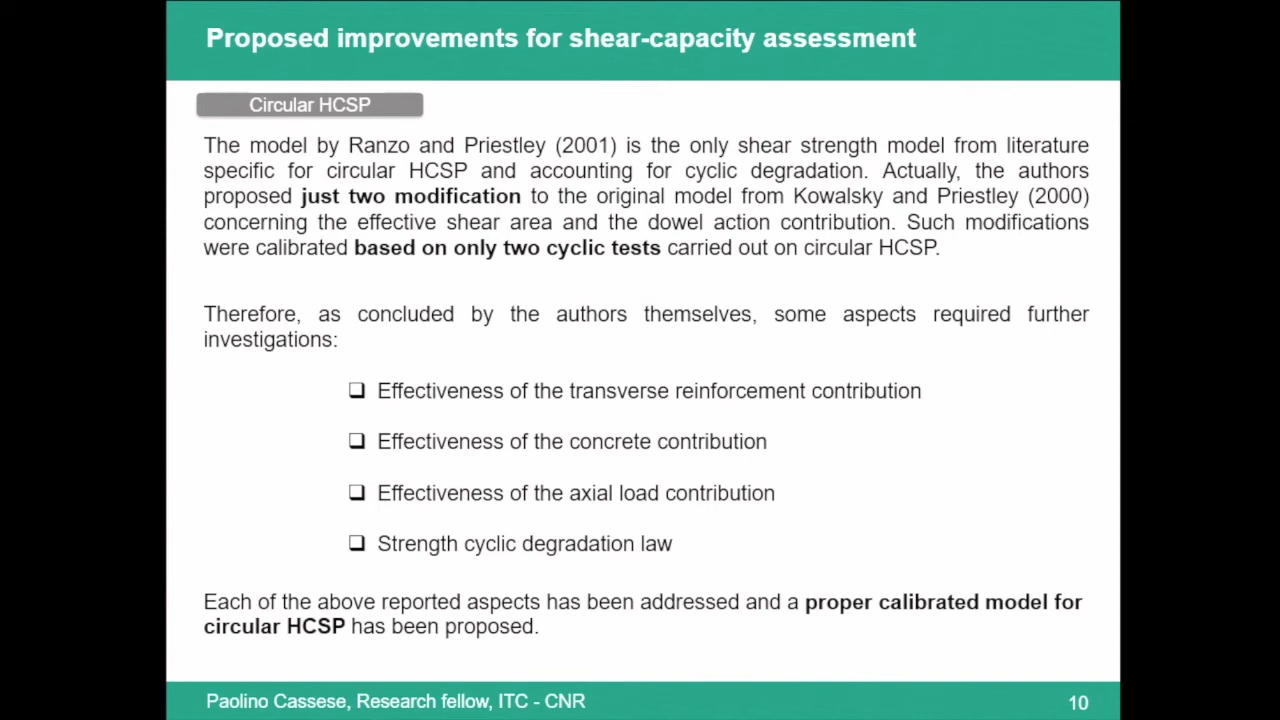 Proposed improvements for shear-capacity assessment
Circular HCSP
The model by Ranzo and Priestley (2001) is the only shear strength model from literature
specific for circular HCSP and accounting for cyclic degradation. Actually, the authors
proposed just two modification to the original model from Kowalsky and Priestley (2000)
concerning the effective shear area and the dowel action contribution. Such modifications
were calibrated based on only two cyclic tests carried out on circular HCSP.
Therefore, as concluded by the authors themselves, some aspects required further
investigations:
❑ Effectiveness of the transverse reinforcement contribution
❑ Effectiveness of the concrete contribution
❑ Effectiveness of the axial load contribution
❑ Strength cyclic degradation law
Each of the above reported aspects has been addressed and a proper calibrated model for
circular HCSP has been proposed.
Paolino Cassese, Research fellow, ITC - CNR
10